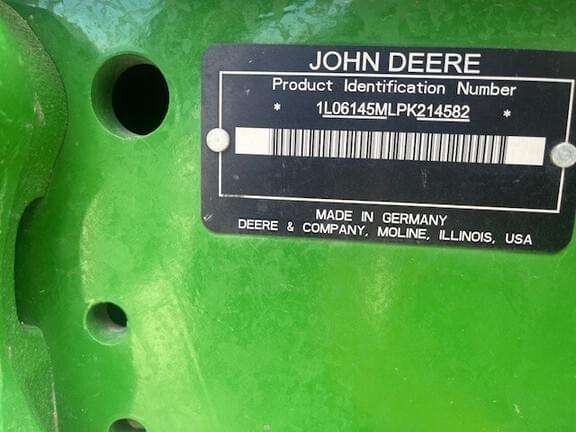 JOHN DEERE
Product Identification Number
* 1L06145MLPK214582 *
MADE IN GERMANY
DEERE & COMPANY, MOLINE, ILLINOIS, USA